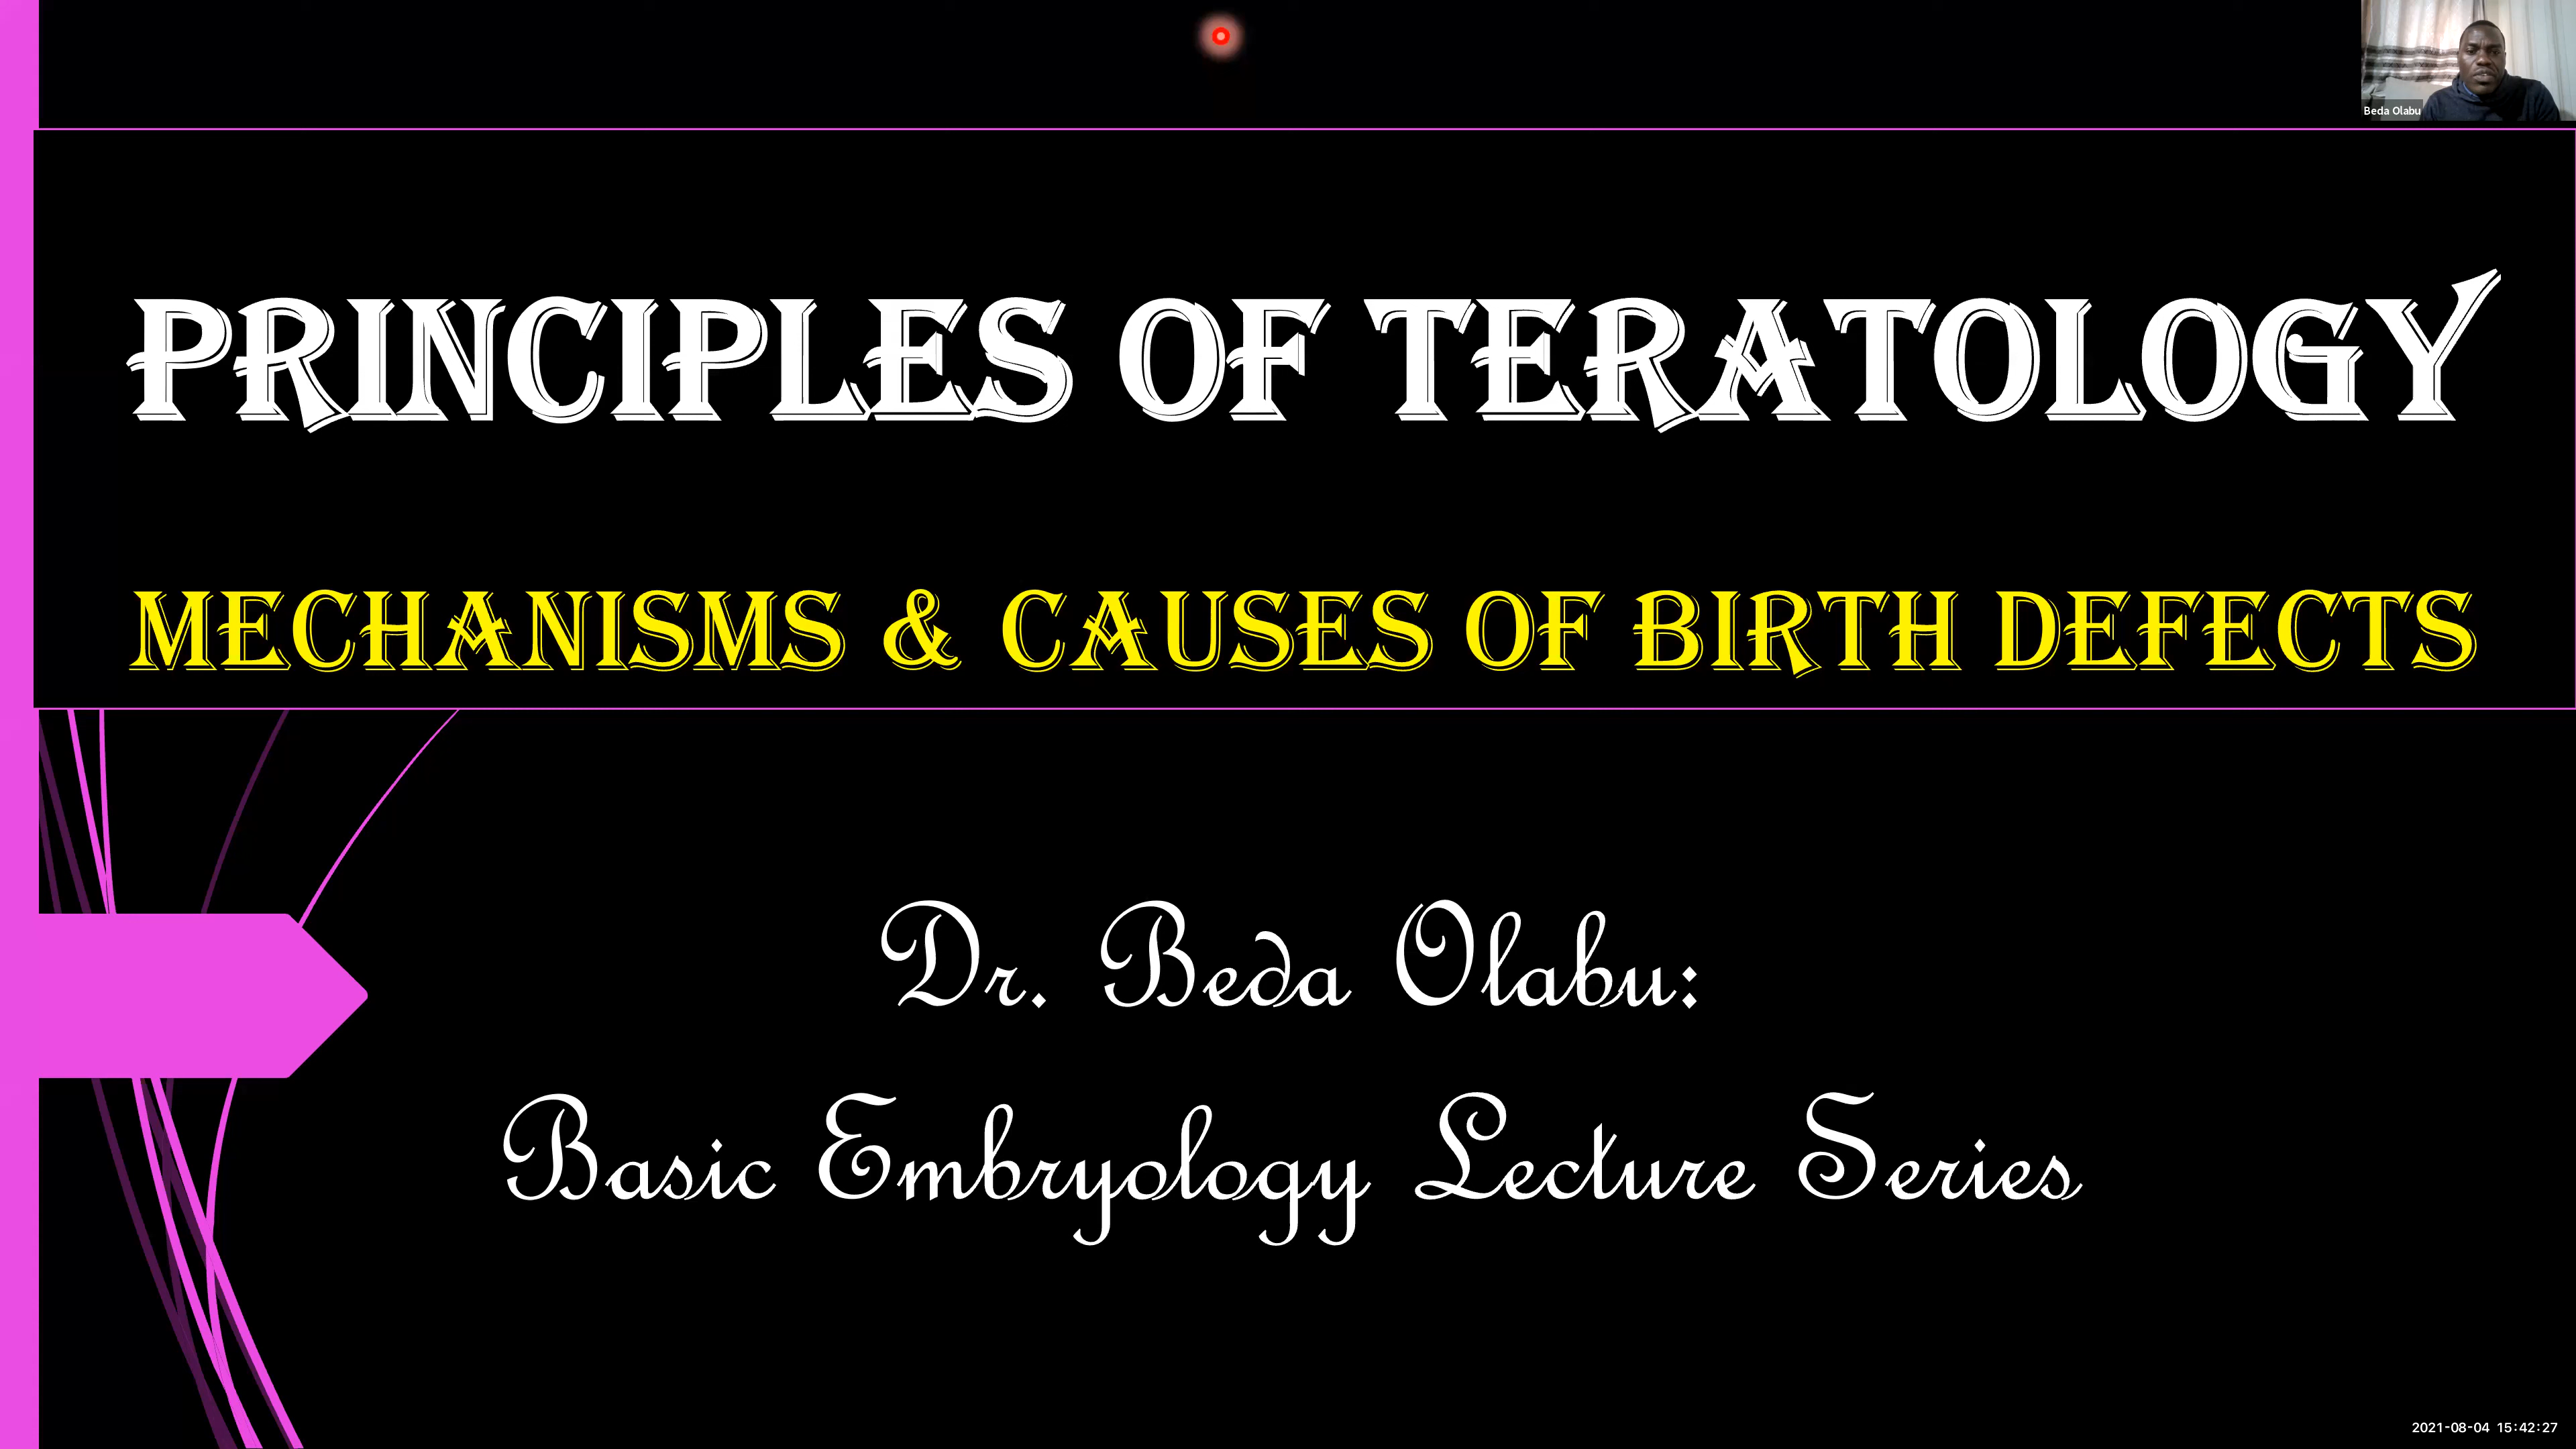 Beda Olabu
PRINCIPLES OF TERATOLOGY
MECHANISMS & CAUSES OF BIRTH DEFECTS
Dr. Beda Olabu:
Basic Embryology Lecture Series
2021-08-04 15:42:27